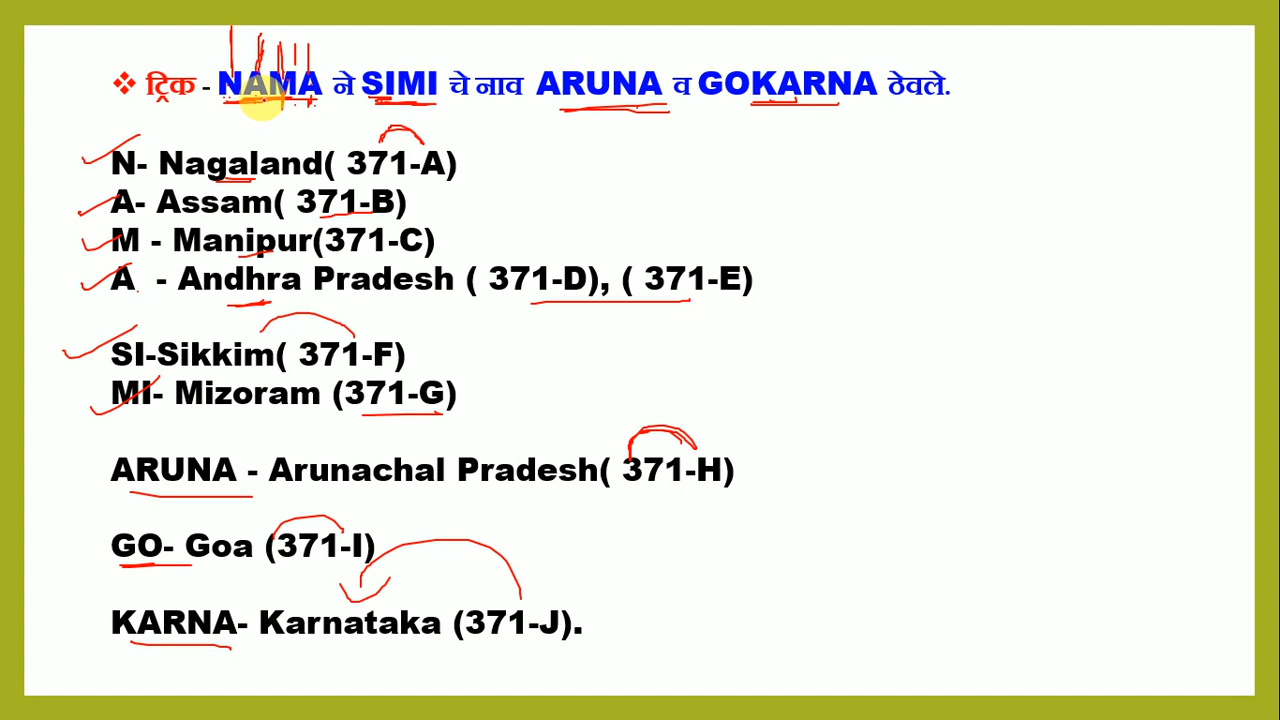 ❖ ट्रिक - NAMA ने SIMI चे नाव ARUNA व GOKARNA ठेवले.
N- Nagaland( 371-A)
A- Assam( 371-B)
M - Manipur(371-C)
A - Andhra Pradesh ( 371-D), ( 371-E)
SI-Sikkim( 371-F)
MI- Mizoram (371-G)
ARUNA - Arunachal Pradesh( 371-H)
GO- Goa (371-I)
KARNA- Karnataka (371-J).